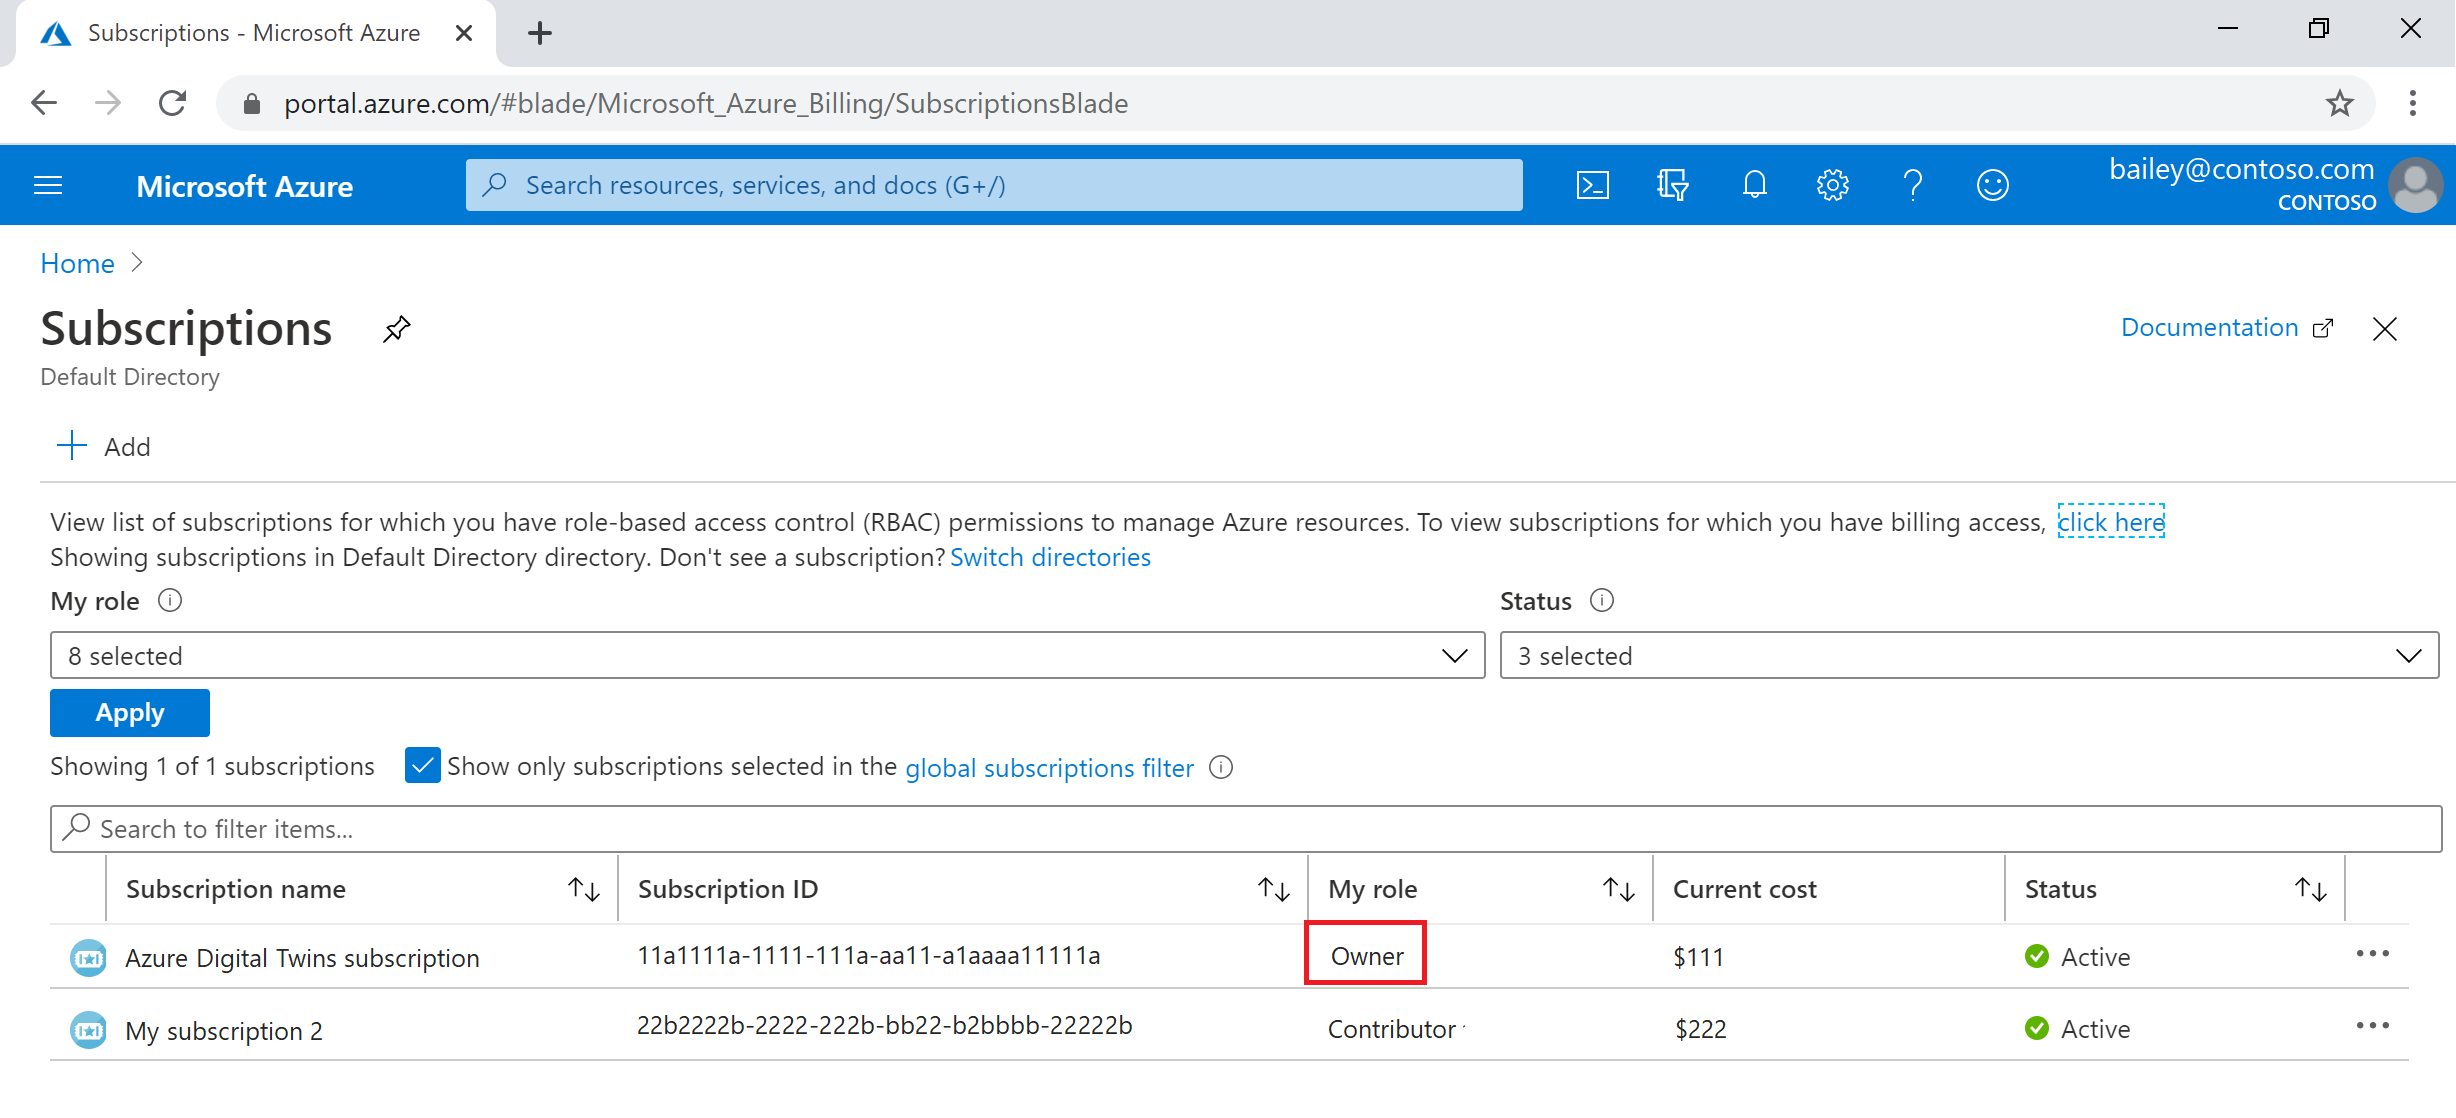 Subscriptions - Microsoft Azure
portal.azure.com/#blade/Microsoft_Azure_Billing/SubscriptionsBlade
Microsoft Azure
Search resources, services, and docs (G+/)
bailey@contoso.com
CONTOSO
Home
Subscriptions
Documentation
Default Directory
Add
View list of subscriptions for which you have role-based access control (RBAC) permissions to manage Azure resources. To view subscriptions for which you have billing access, click here
Showing subscriptions in Default Directory directory. Don't see a subscription? Switch directories
My role
Status
8 selected
3 selected
Apply
Showing 1 of 1 subscriptions
Show only subscriptions selected in the global subscriptions filter
Search to filter items...
Subscription name Subscription ID My role Current cost Status
Azure Digital Twins subscription 11a1111a-1111-111a-aa11-a1aaaa11111a Owner $111 Active
My subscription 2 22b2222b-2222-222b-bb22-b2bbbb-22222b Contributor $222 Active